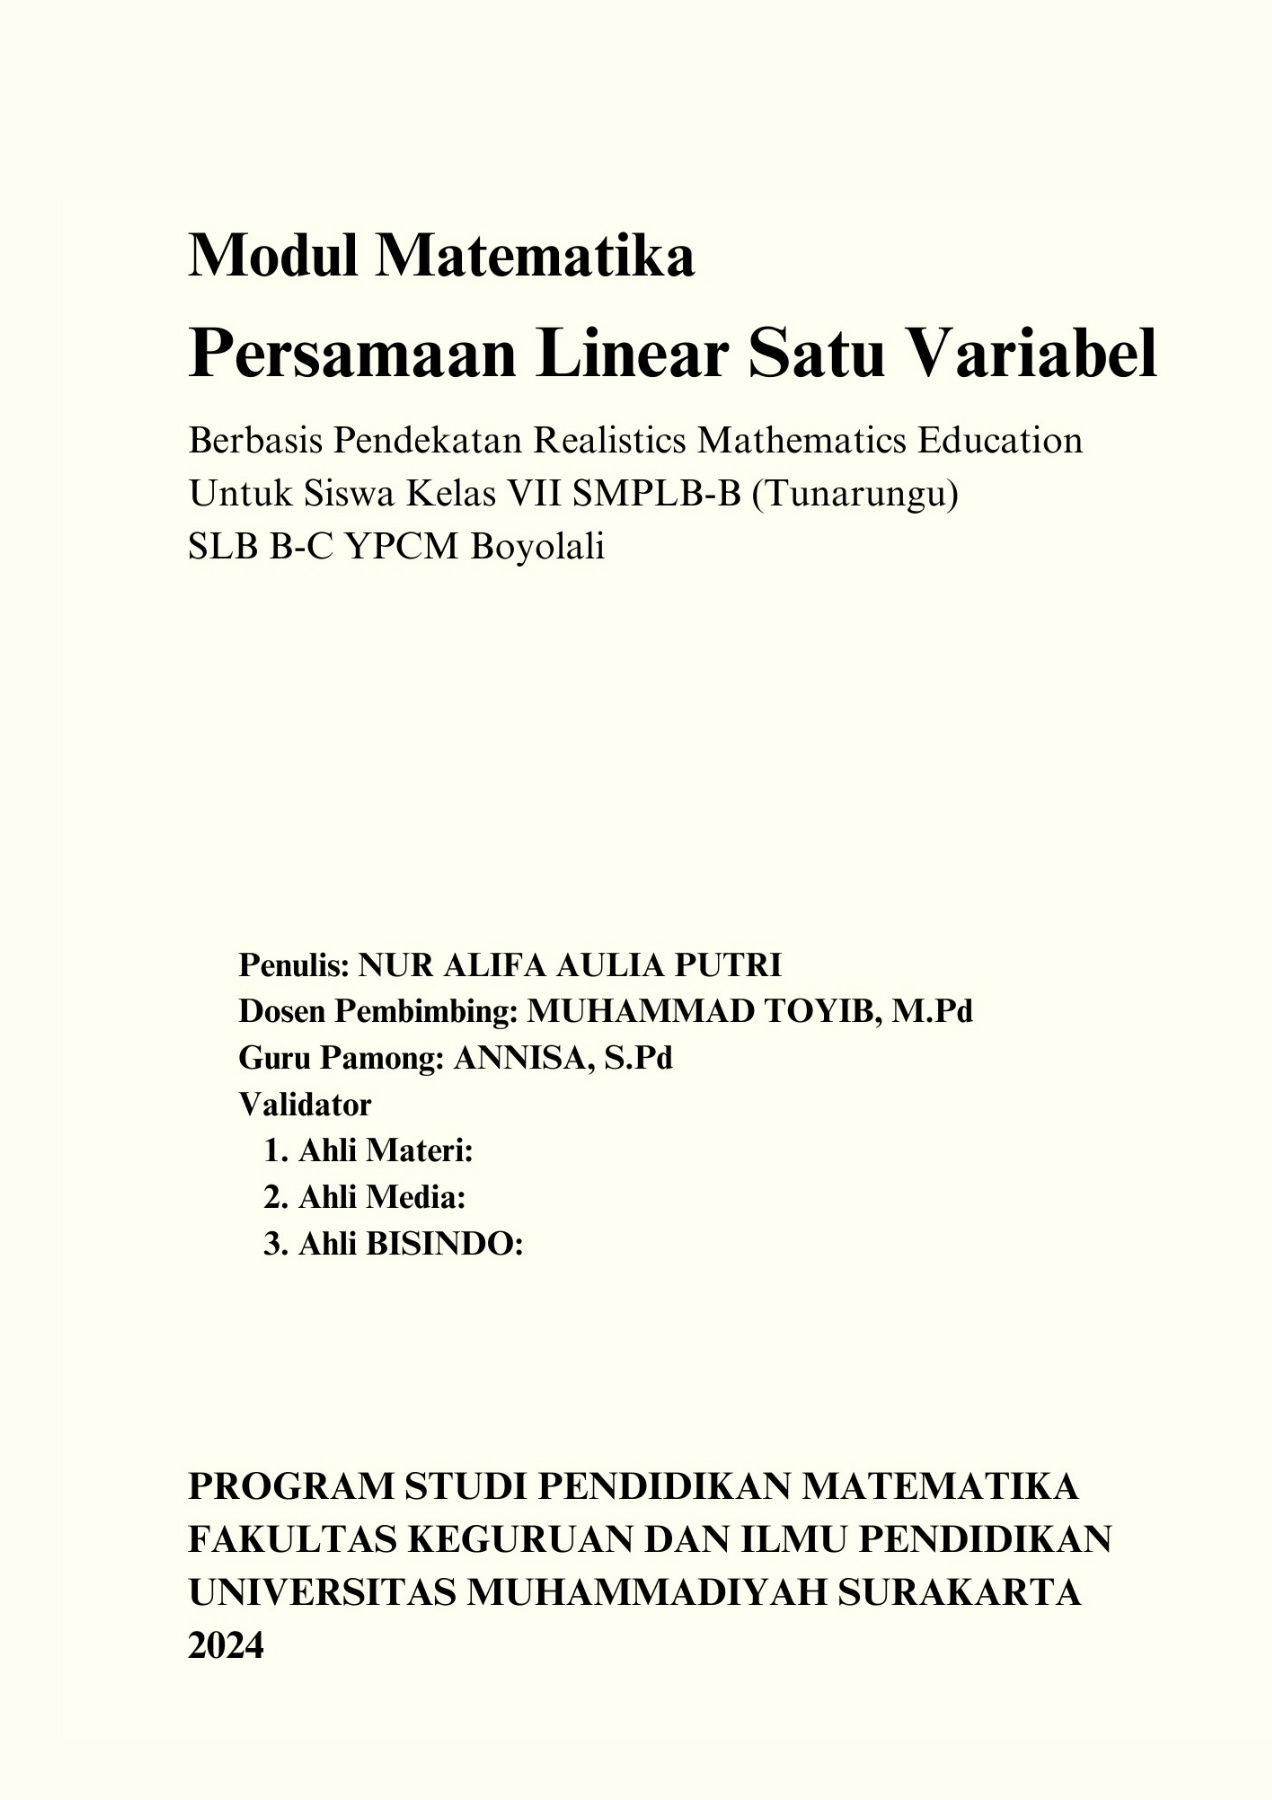 Modul Matematika
Persamaan Linear Satu Variabel
Berbasis Pendekatan Realistics Mathematics Education
Untuk Siswa Kelas VII SMPLB-B (Tunarungu)
SLB B-C YPCM Boyolali
Penulis: NUR ALIFA AULIA PUTRI
Dosen Pembimbing: MUHAMMAD TOYIB, M.Pd
Guru Pamong: ANNISA, S.Pd
Validator
1. Ahli Materi:
2. Ahli Media:
3. Ahli BISINDO:
PROGRAM STUDI PENDIDIKAN MATEMATIKA
FAKULTAS KEGURUAN DAN ILMU PENDIDIKAN
UNIVERSITAS MUHAMMADIYAH SURAKARTA
2024